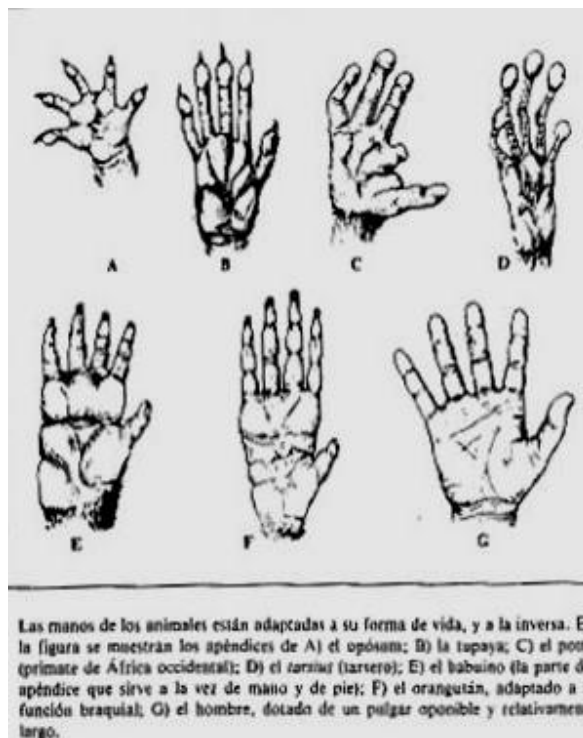 A
B
C
D
E
F
G
Las manos de los animales están adaptadas a su forma de vida, y a la inversa. E
la figura se muestran los apéndices de A) el opósum; B) la tupaya; C) el pot
(primate de África occidental); D) el tarsius (tarsero); E) el babuino (la parte d
apéndice que sirve a la vez de mano y de pie); F) el orangután, adaptado a
función braquial; G) el hombre, dotado de un pulgar oponible y relativamen
largo.